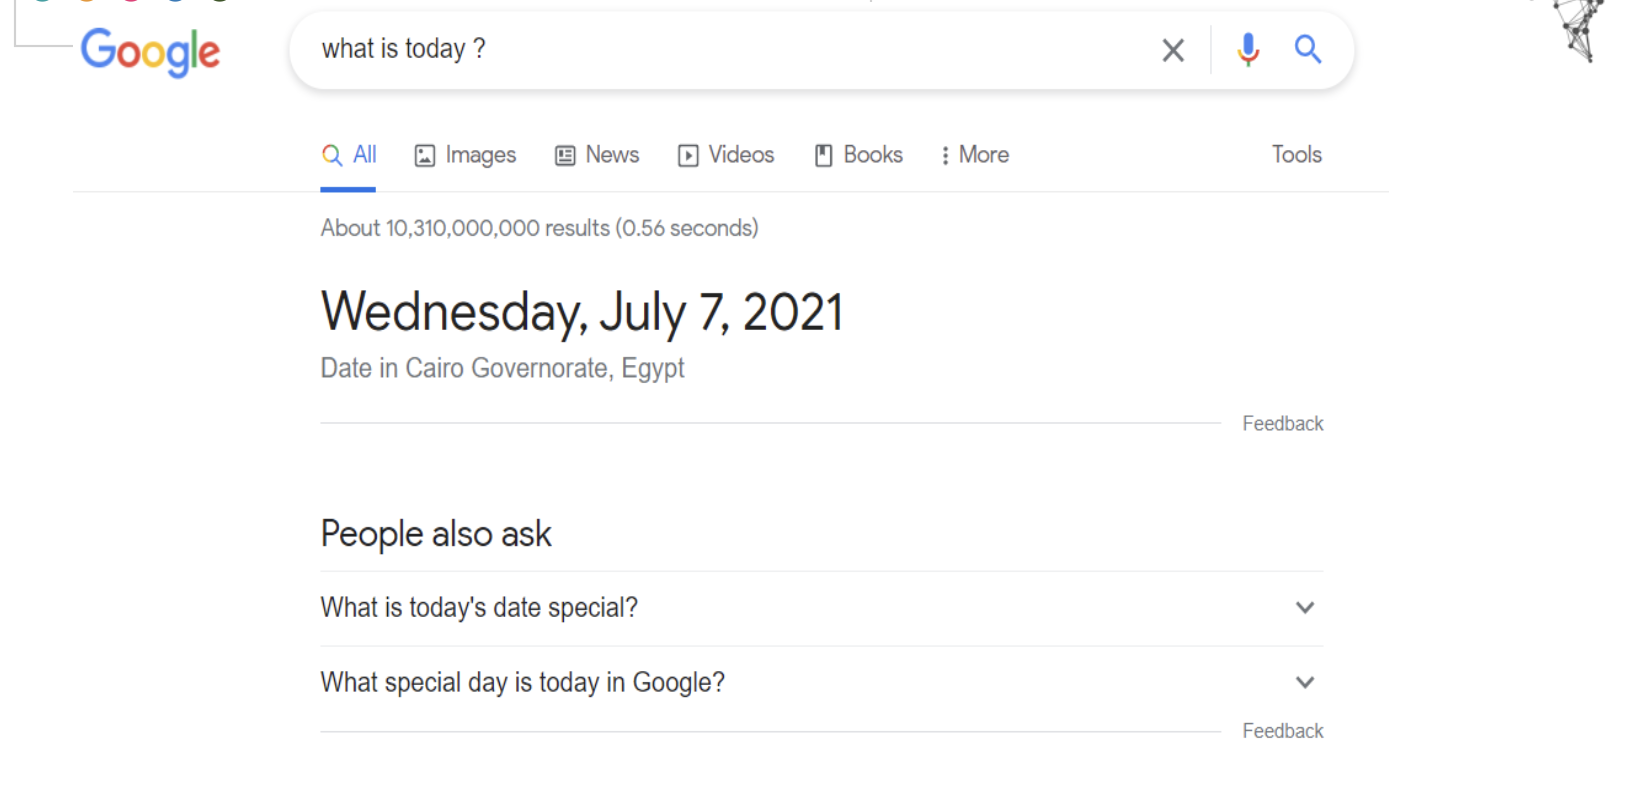 Google
what is today ?
All Images News Videos Books More Tools
About 10,310,000,000 results (0.56 seconds)
Wednesday, July 7, 2021
Date in Cairo Governorate, Egypt
Feedback
People also ask
What is today's date special?
What special day is today in Google?
Feedback